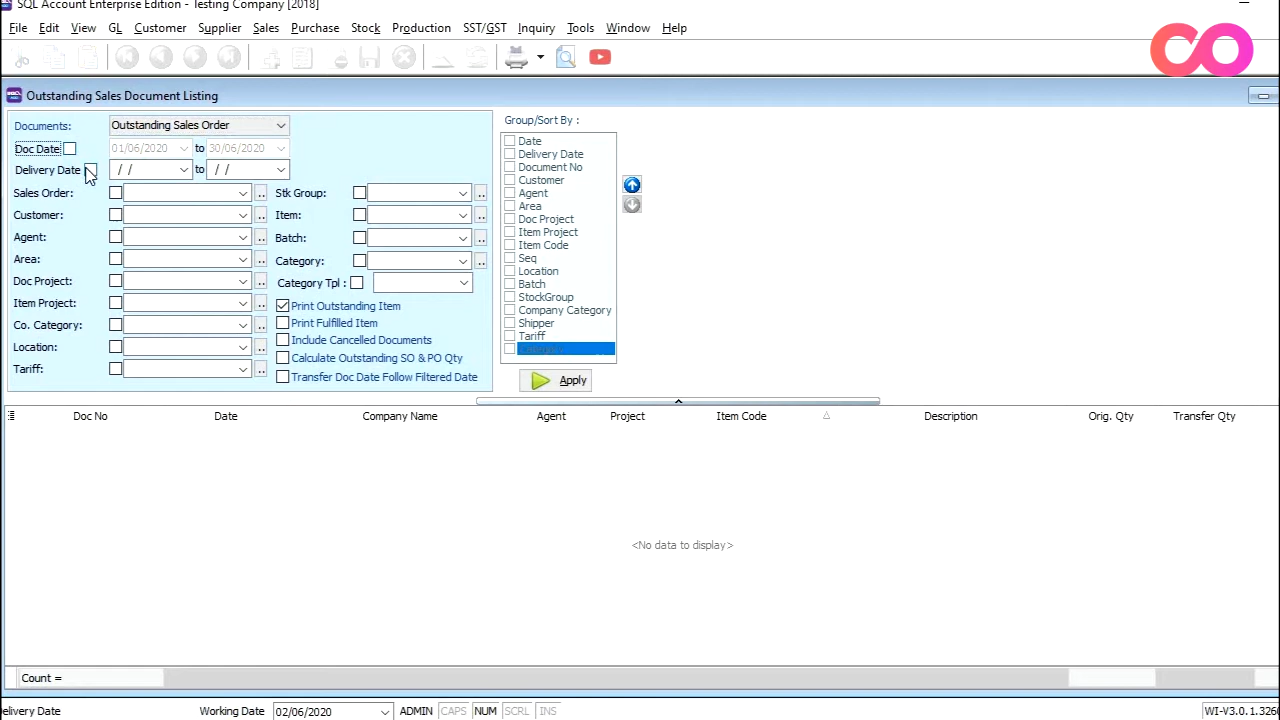 SQL Account Enterprise Edition - Testing Company [2018]
File Edit View GL Customer Supplier Sales Purchase Stock Production SST/GST Inquiry Tools Window Help
CO
Outstanding Sales Document Listing
Documents: Outstanding Sales Order
Doc Date 01/06/2020 to 30/06/2020
Delivery Date / / to / /
Sales Order:
Customer:
Agent:
Area:
Doc Project:
Item Project:
Co. Category:
Location:
Tariff:
Stk Group:
Item:
Batch:
Category:
Category Tpl :
Print Outstanding Item
Print Fulfilled Item
Include Cancelled Documents
Calculate Outstanding SO & PO Qty
Transfer Doc Date Follow Filtered Date
Group/Sort By :
Date
Delivery Date
Document No
Customer
Agent
Area
Doc Project
Item Project
Item Code
Seq
Location
Batch
StockGroup
Company Category
Shipper
Tariff
Apply
Doc No Date Company Name Agent Project Item Code Description Orig. Qty Transfer Qty
<No data to display>
Count =
elivery Date Working Date 02/06/2020 ADMIN CAPS NUM SCRL INS WI-V3.0.1.326